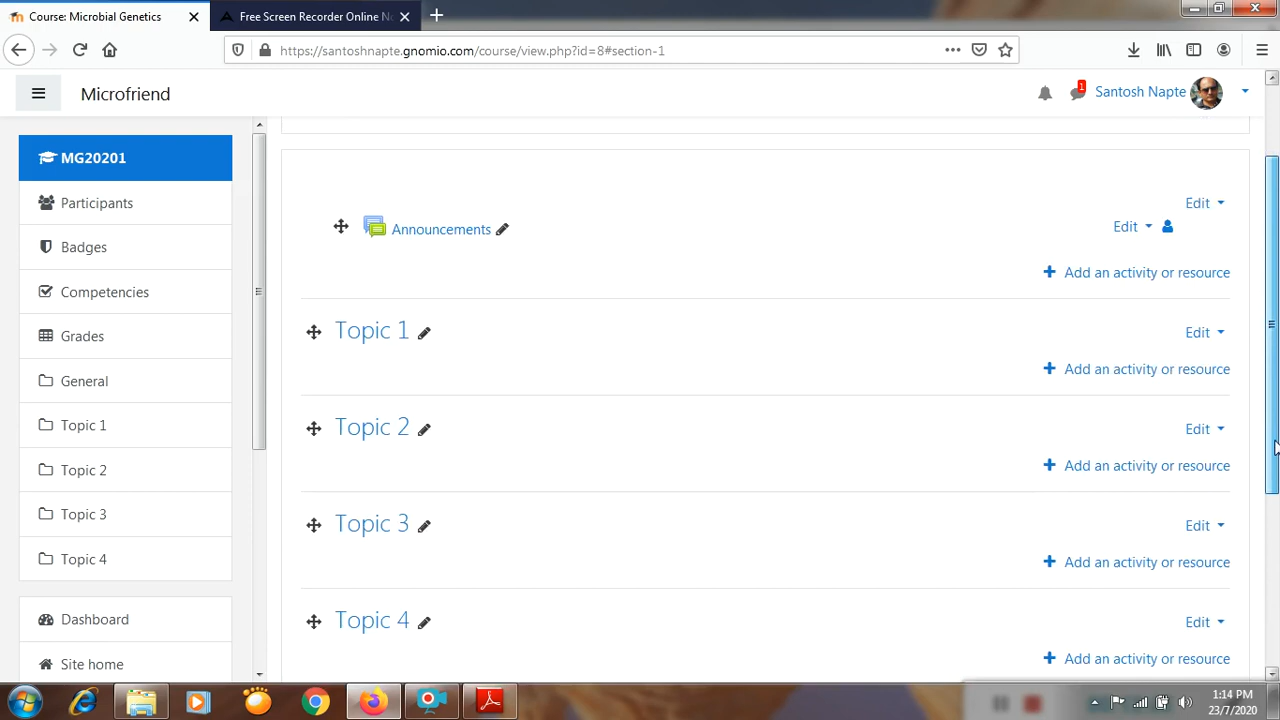 Course: Microbial Genetics
Free Screen Recorder Online No
https://santoshnapte.gnomio.com/course/view.php?id=8#section-1
Microfriend
1
Santosh Napte
MG20201
Participants
Badges
Competencies
Grades
General
Topic 1
Topic 2
Topic 3
Topic 4
Dashboard
Site home
Edit
Announcements
Edit
Add an activity or resource
Topic 1
Edit
Add an activity or resource
Topic 2
Edit
Add an activity or resource
Topic 3
Edit
Add an activity or resource
Topic 4
Edit
Add an activity or resource
1:14 PM
23/7/2020